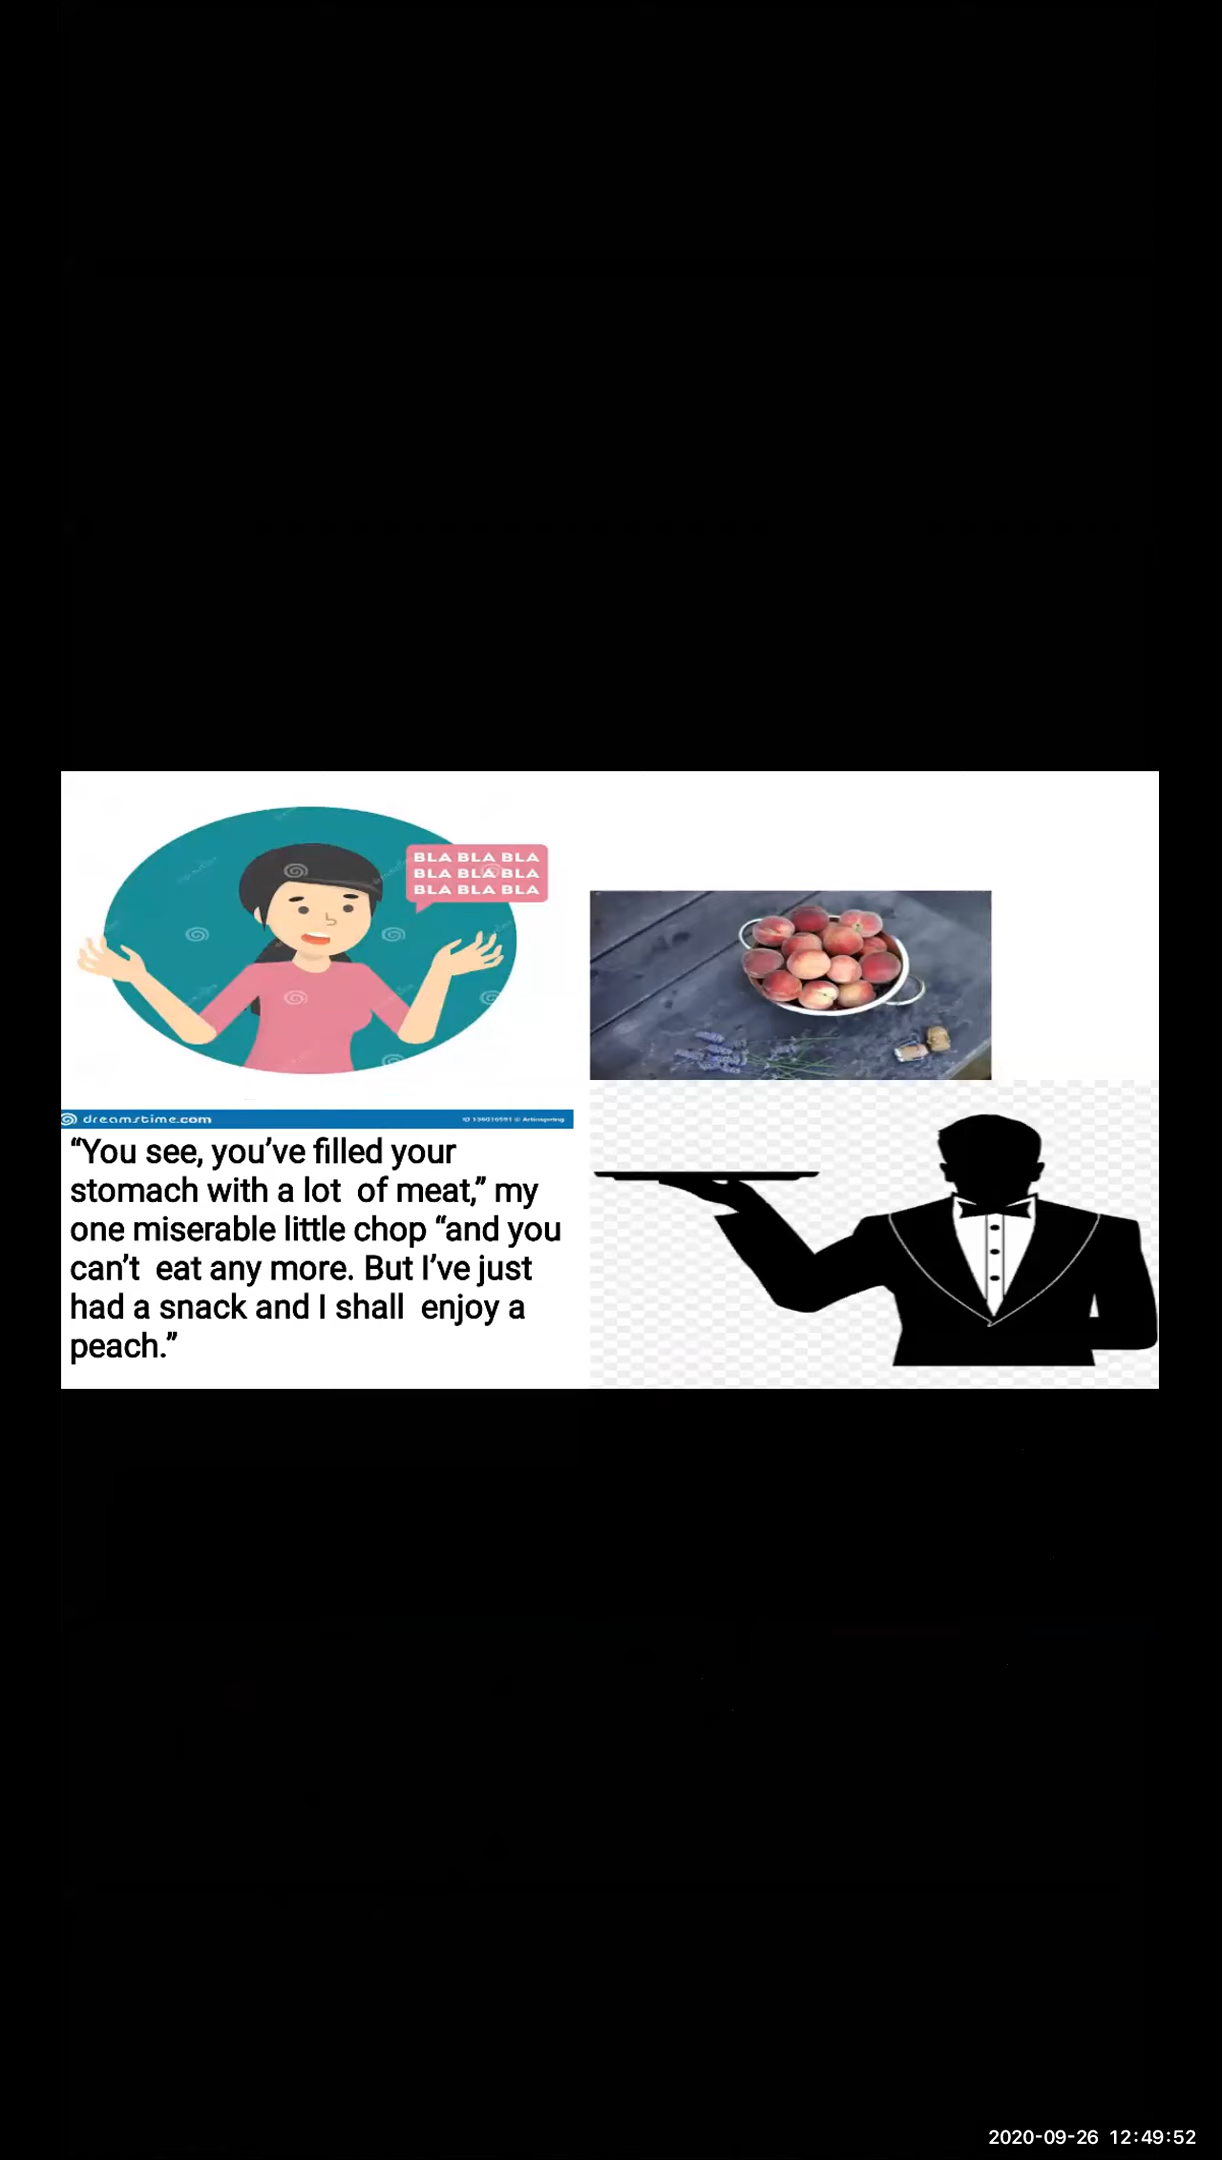 BLA BLA BLA
BLA BLA BLA
BLA BLA BLA
dreamstime.com
“You see, you’ve filled your
stomach with a lot of meat,” my
one miserable little chop “and you
can’t eat any more. But I’ve just
had a snack and I shall enjoy a
peach.”
2020-09-26 12:49:52